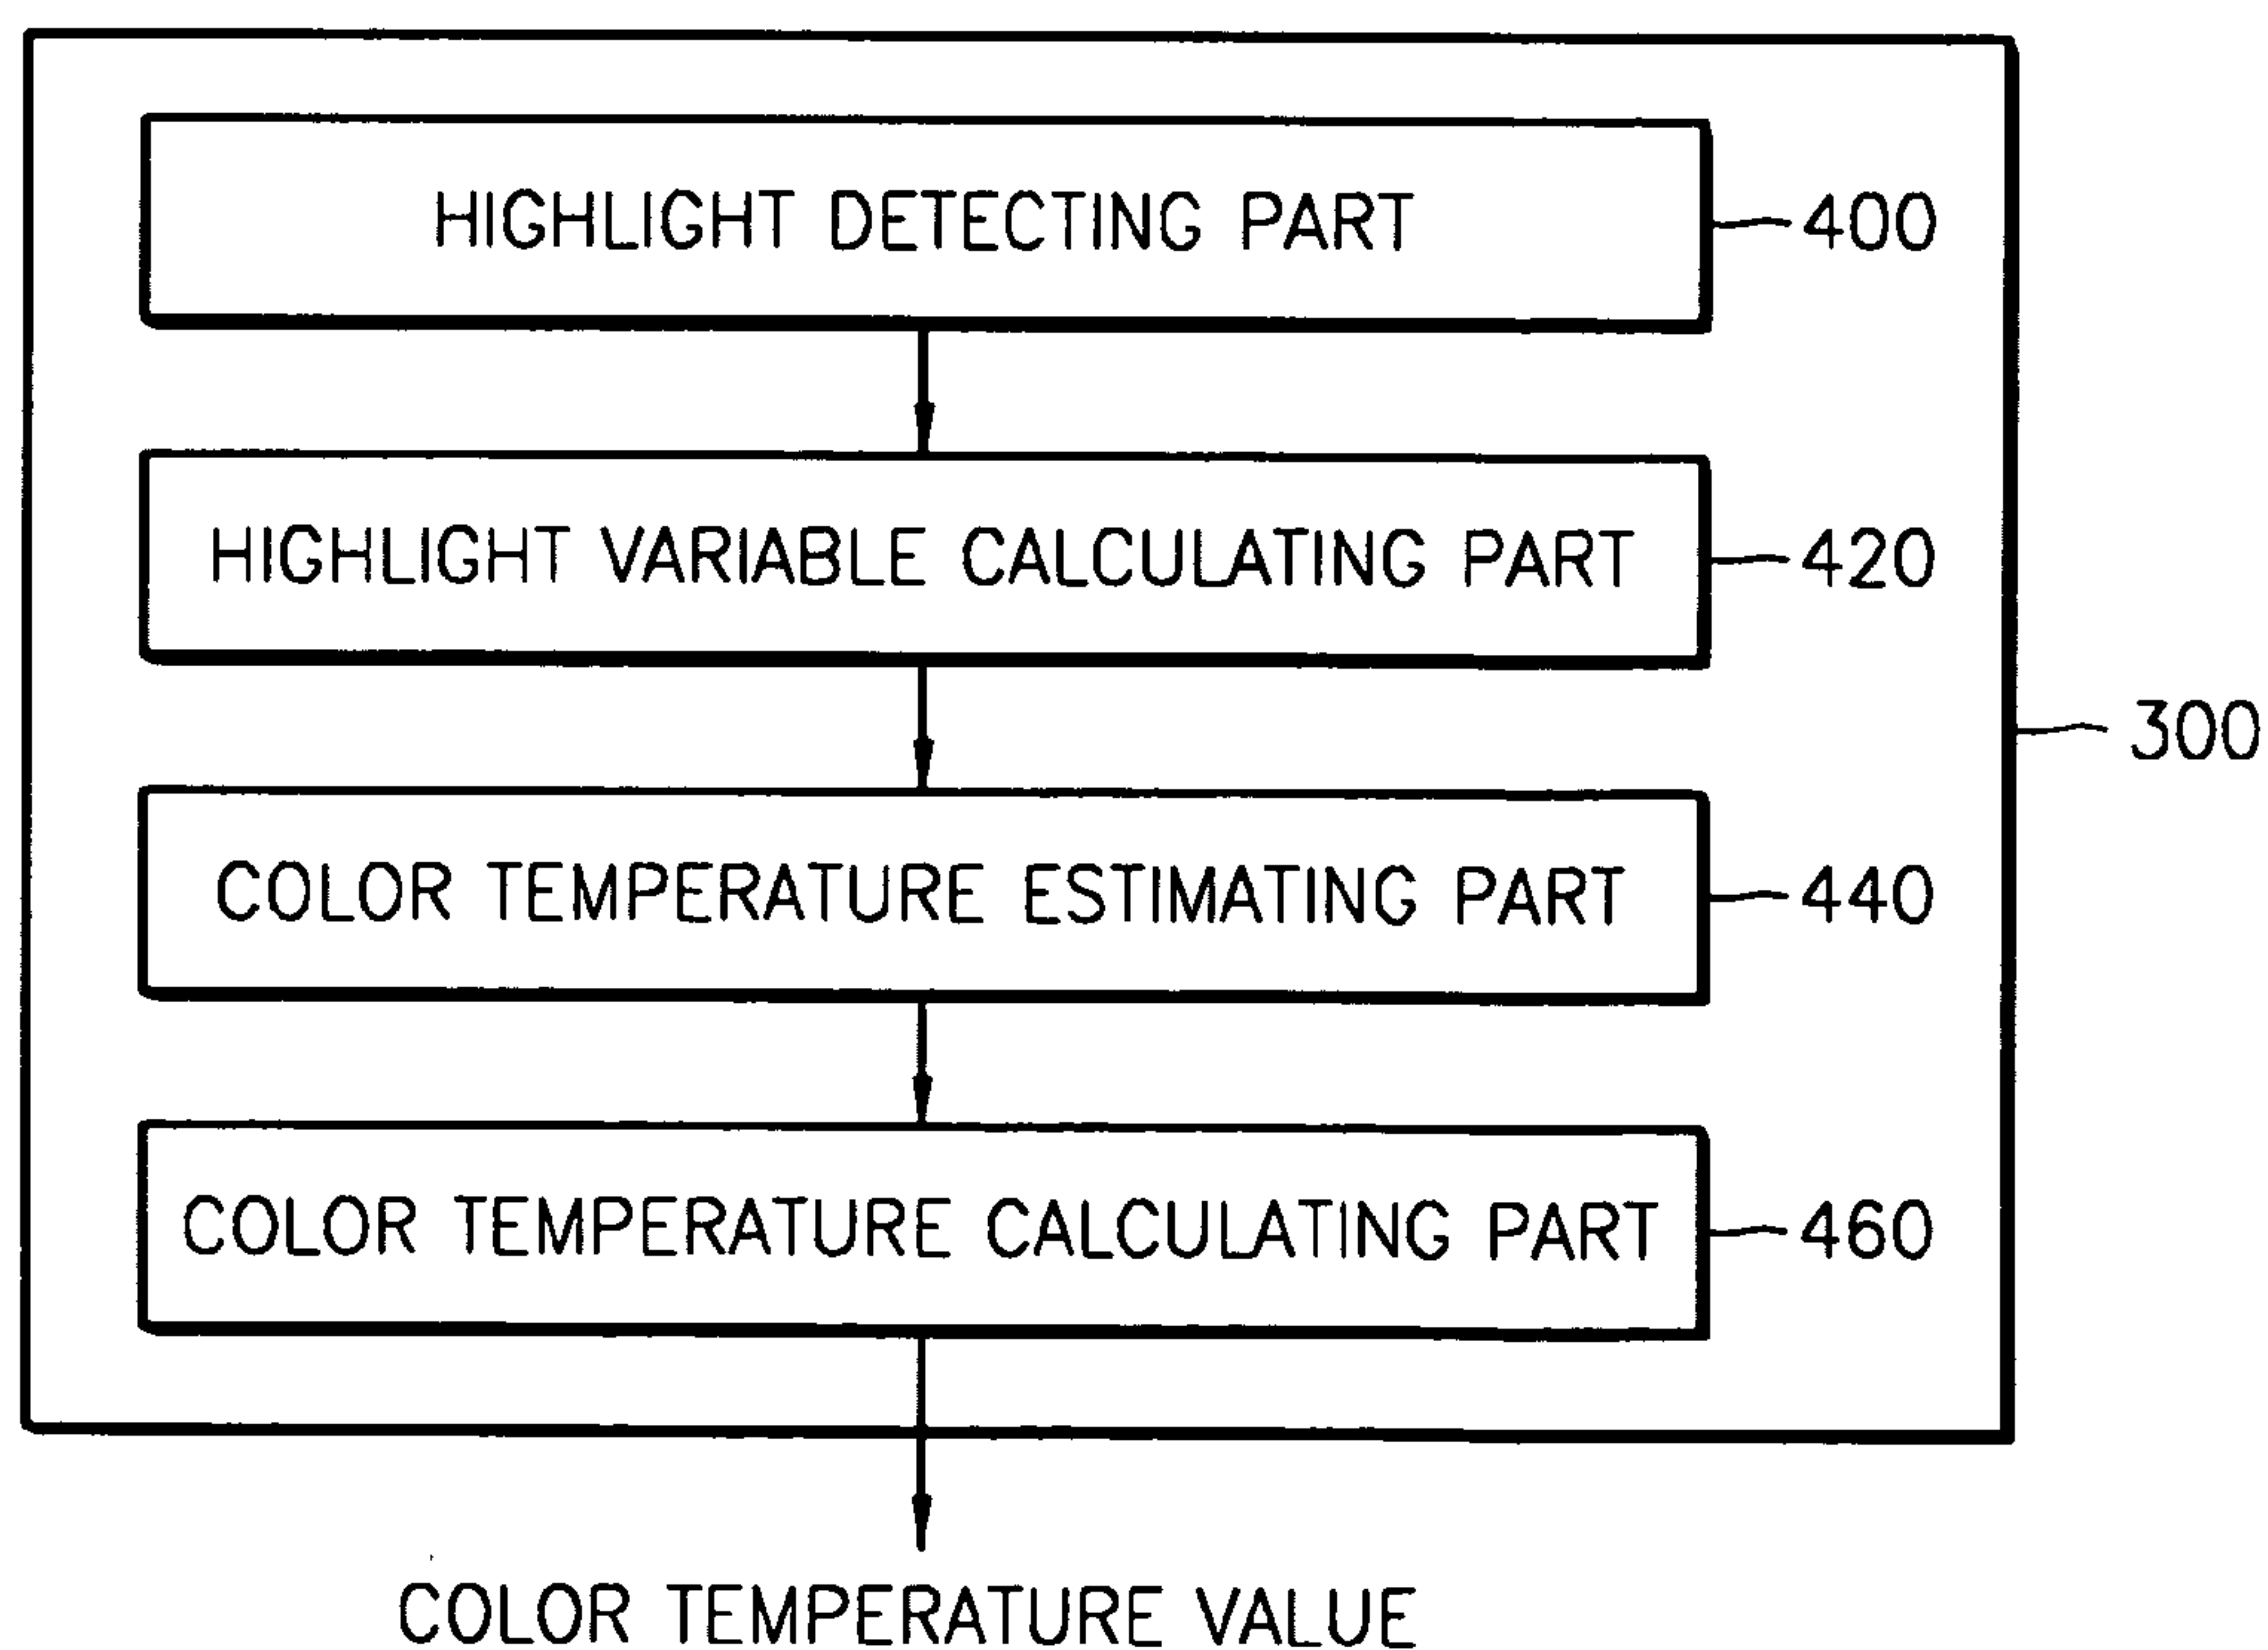 HIGHLIGHT DETECTING PART 400
HIGHLIGHT VARIABLE CALCULATING PART 420
300
COLOR TEMPERATURE ESTIMATING PART 440
COLOR TEMPERATURE CALCULATING PART 460
COLOR TEMPERATURE VALUE